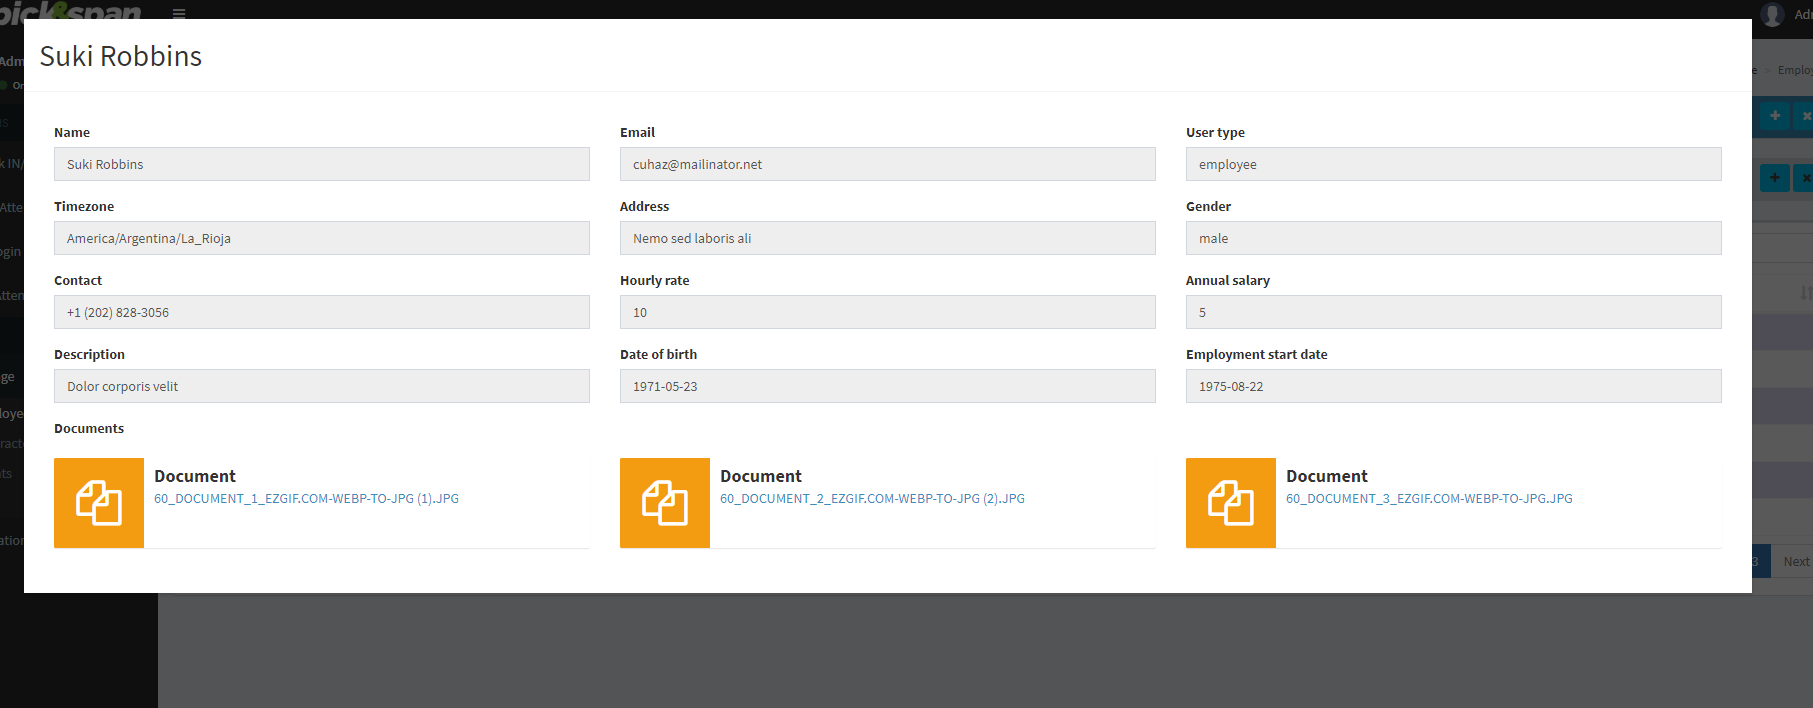 pick&span
Adm
Suki Robbins
Name
Email
User type
Suki Robbins
cuhaz@mailinator.net
employee
Timezone
Address
Gender
America/Argentina/La_Rioja
Nemo sed laboris ali
male
Contact
Hourly rate
Annual salary
+1 (202) 828-3056
10
5
Description
Date of birth
Employment start date
Dolor corporis velit
1971-05-23
1975-08-22
Documents
Document
60_DOCUMENT_1_EZGIF.COM-WEBP-TO-JPG (1).JPG
Document
60_DOCUMENT_2_EZGIF.COM-WEBP-TO-JPG (2).JPG
Document
60_DOCUMENT_3_EZGIF.COM-WEBP-TO-JPG.JPG
3 Next